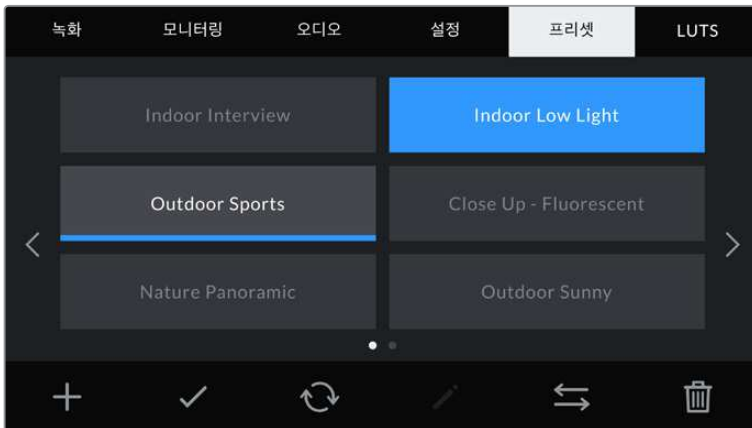 녹화 모니터링 오디오 설정 프리셋 LUTS
Indoor Interview Indoor Low Light
Outdoor Sports Close Up - Fluorescent
Nature Panoramic Outdoor Sunny